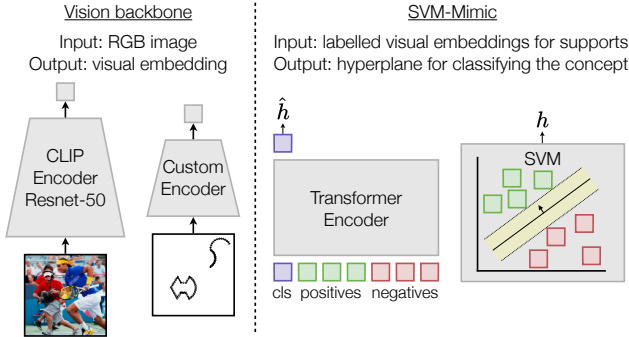 Vision backbone
Input: RGB image
Output: visual embedding
CLIP
Encoder
Resnet-50
Custom
Encoder
SVM-Mimic
Input: labelled visual embeddings for supports
Output: hyperplane for classifying the concept
ĥ
Transformer
Encoder
cls positives negatives
h
SVM